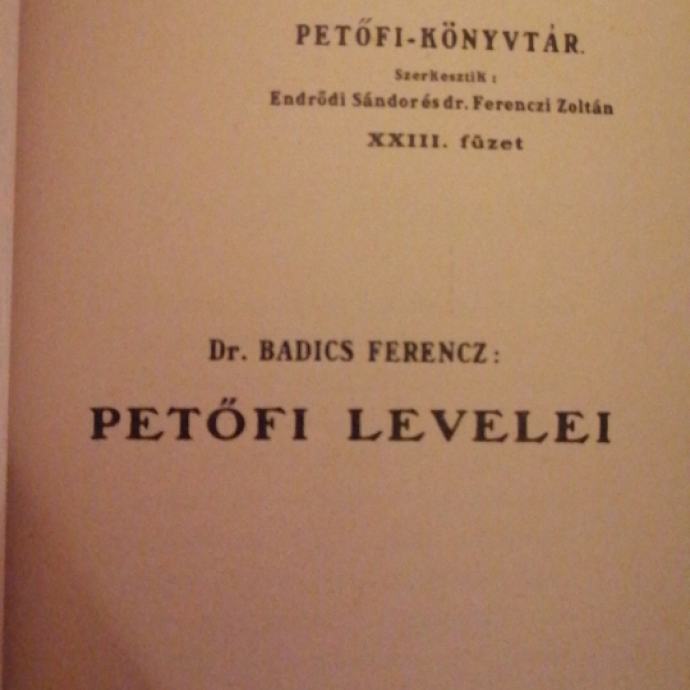 PETŐFI-KÖNYVTÁR.
Szerkesztik:
Endrődi Sándor és dr. Ferenczi Zoltán
XXIII. füzet
Dr. BADICS FERENCZ:
PETŐFI LEVELEI